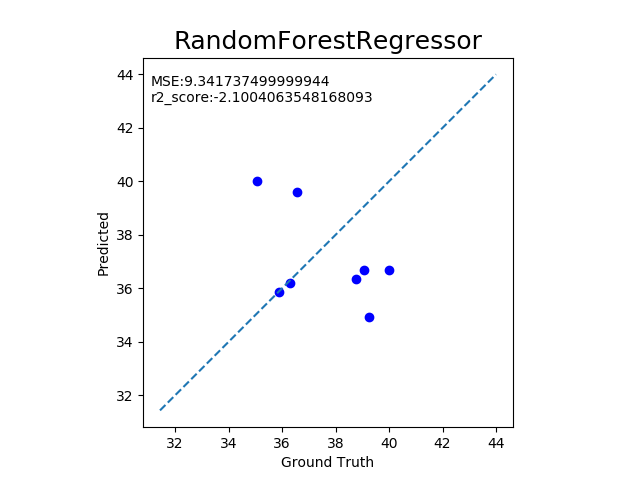 RandomForestRegressor
MSE:9.341737499999944
r2_score:-2.1004063548168093
44
42
40
38
36
34
32
Predicted
32
34
36
38
40
42
44
Ground Truth